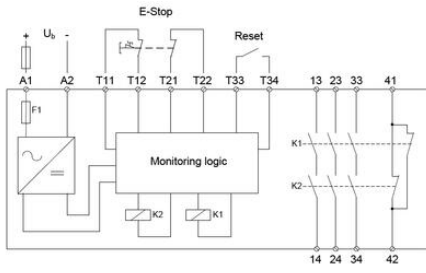 E-Stop
+ Ub -
Reset
A1 A2 T11 T12 T21 T22 T33 T34 13 23 33 41
F1
Monitoring logic
K1
K2
K2 K1
14 24 34 42